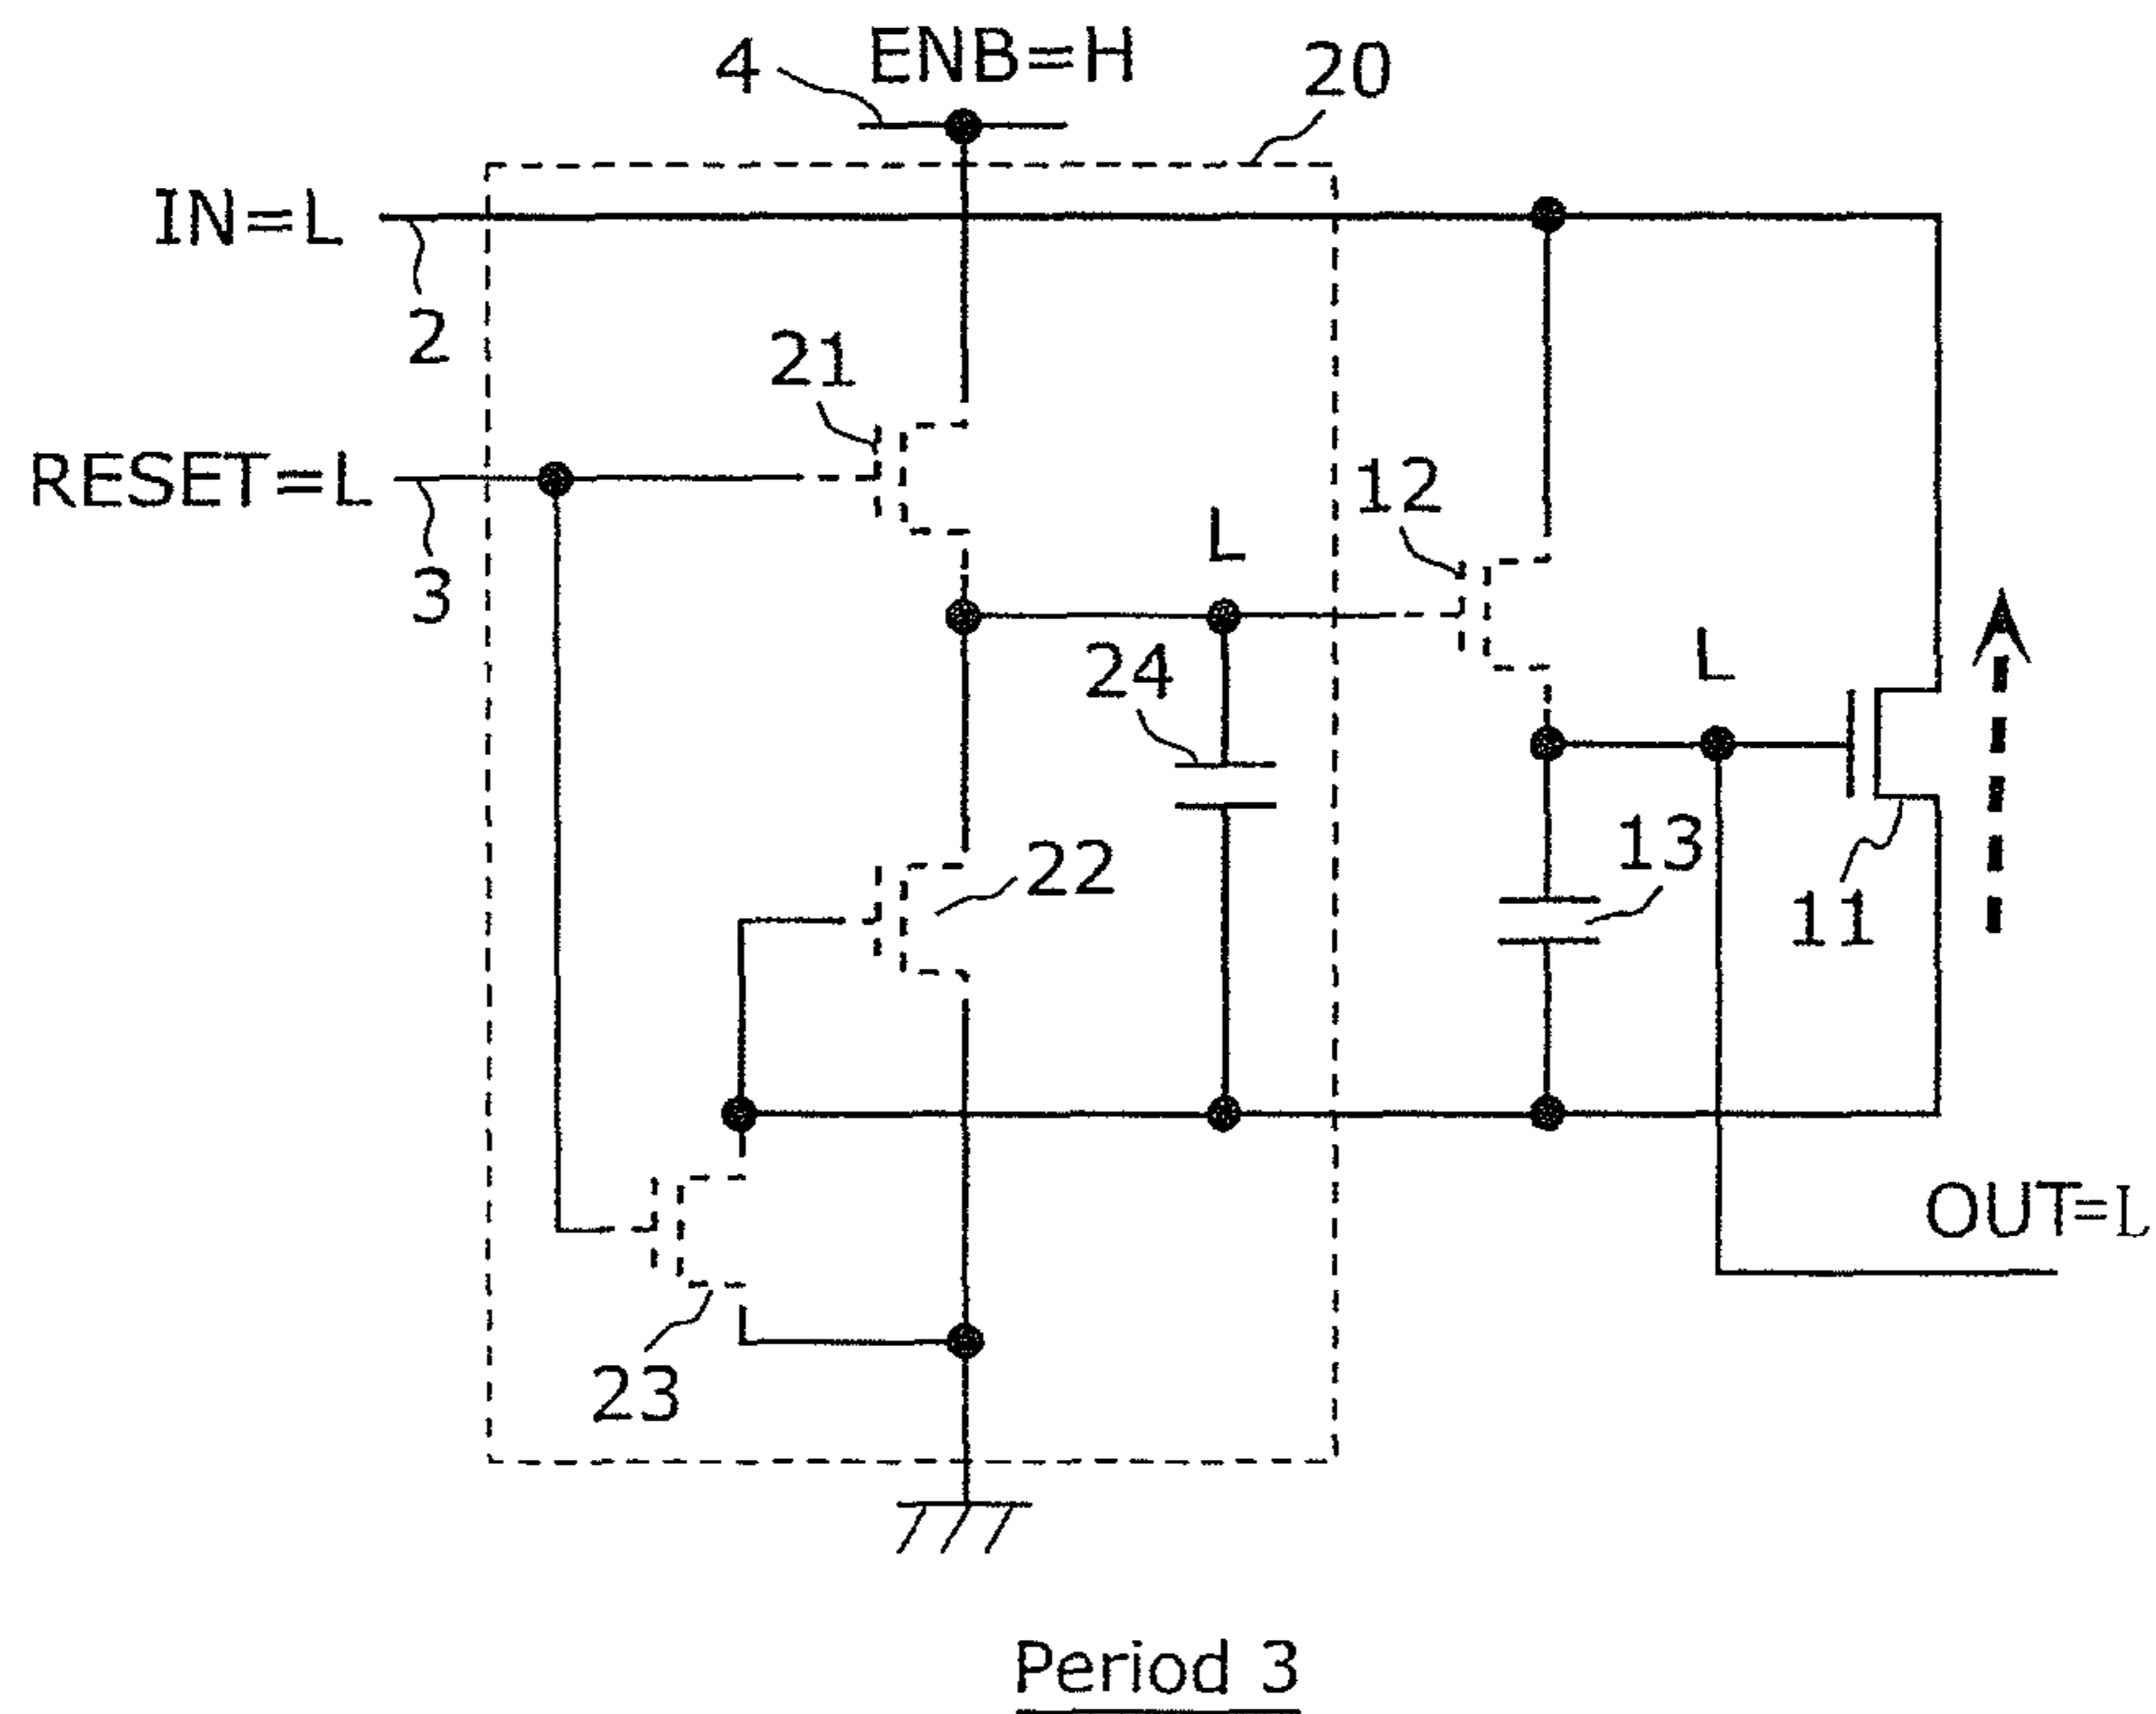 4
ENB=H
20
IN=L
2
21
RESET=L
3
12
L
24
L
22
13
11
OUT=L
23
Period 3